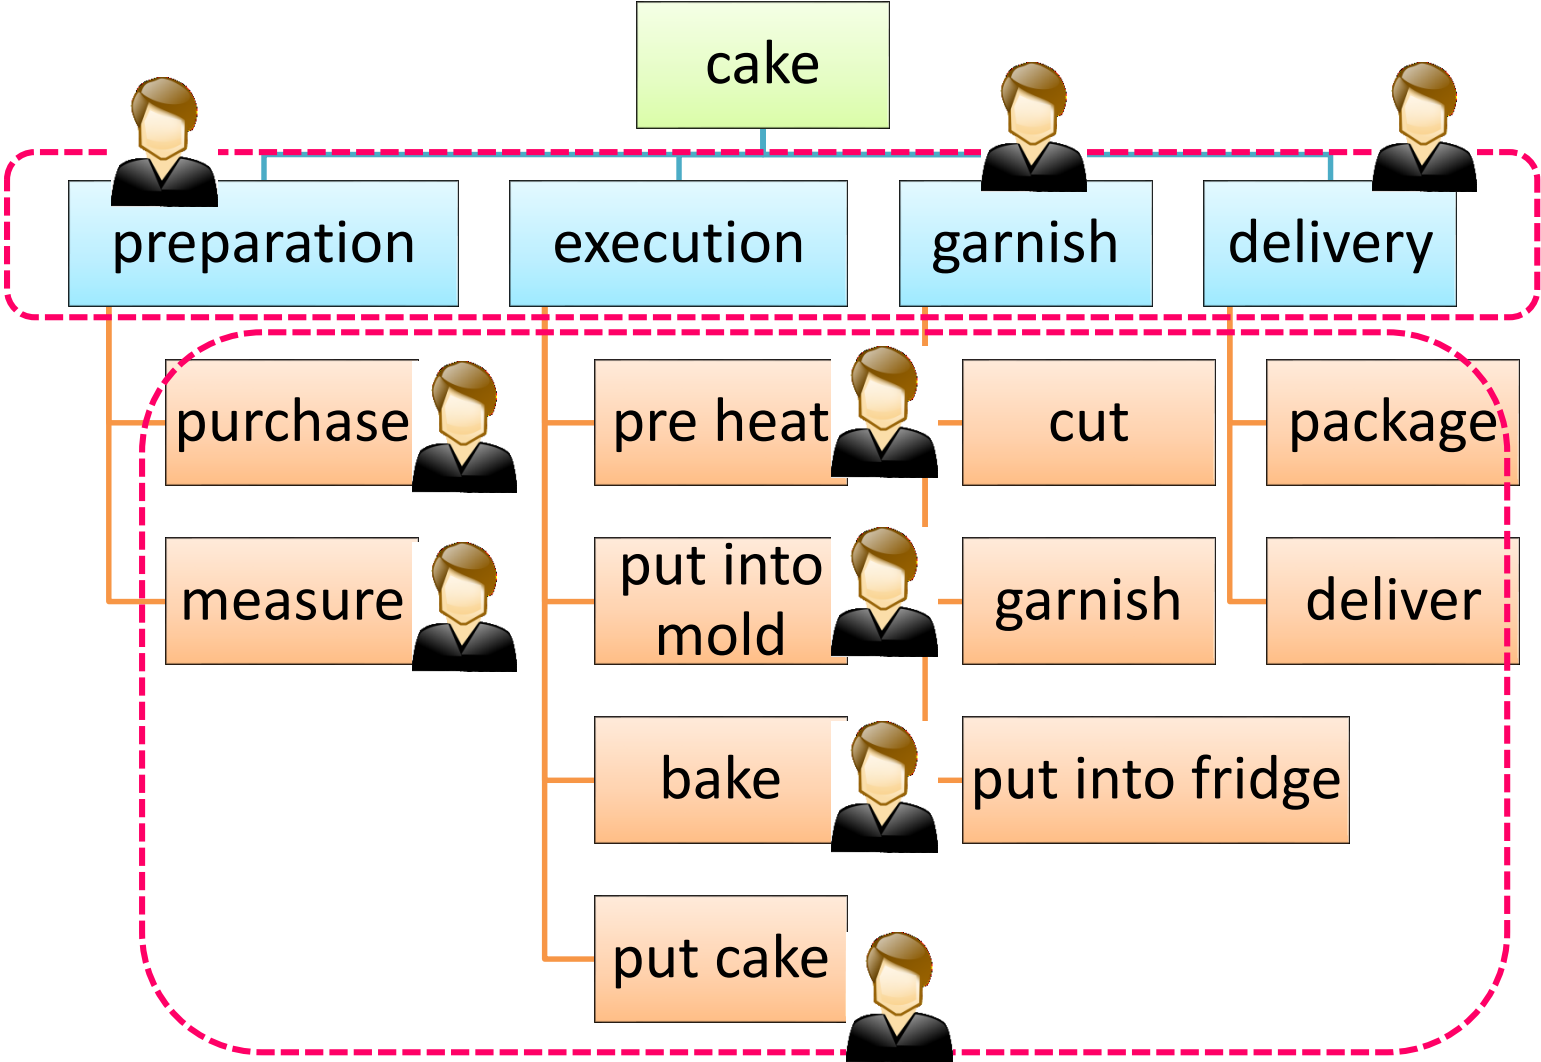 cake
preparation
execution
garnish
delivery
purchase
pre heat
cut
package
measure
put into
mold
garnish
deliver
bake
put into fridge
put cake